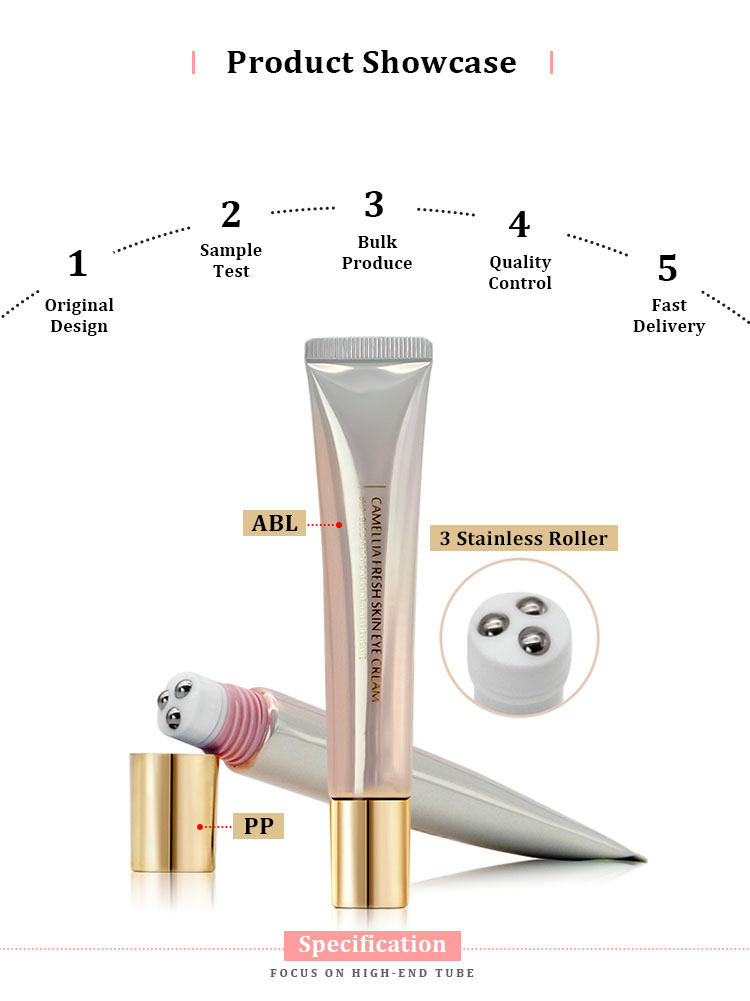 Product Showcase
1
Original
Design
2
Sample
Test
3
Bulk
Produce
4
Quality
Control
5
Fast
Delivery
ABL
3 Stainless Roller
CAMELLIA FRESH SKIN EYE CREAM
PP
Specification
FOCUS ON HIGH-END TUBE